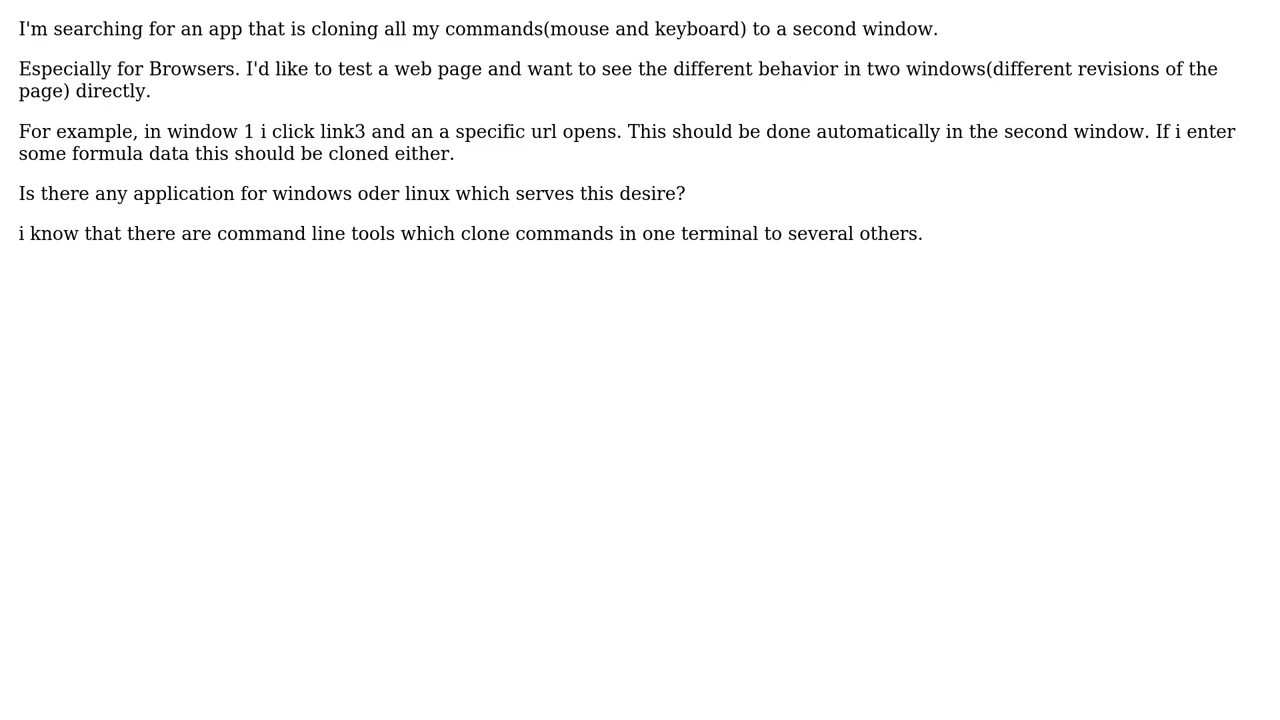 I'm searching for an app that is cloning all my commands(mouse and keyboard) to a second window.
Especially for Browsers. I'd like to test a web page and want to see the different behavior in two windows(different revisions of the
page) directly.
For example, in window 1 i click link3 and an a specific url opens. This should be done automatically in the second window. If i enter
some formula data this should be cloned either.
Is there any application for windows oder linux which serves this desire?
i know that there are command line tools which clone commands in one terminal to several others.